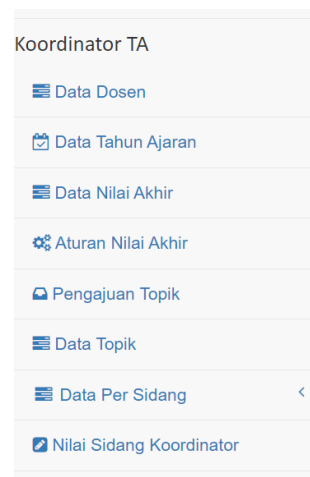 Koordinator TA
Data Dosen
Data Tahun Ajaran
Data Nilai Akhir
Aturan Nilai Akhir
Pengajuan Topik
Data Topik
Data Per Sidang
Nilai Sidang Koordinator